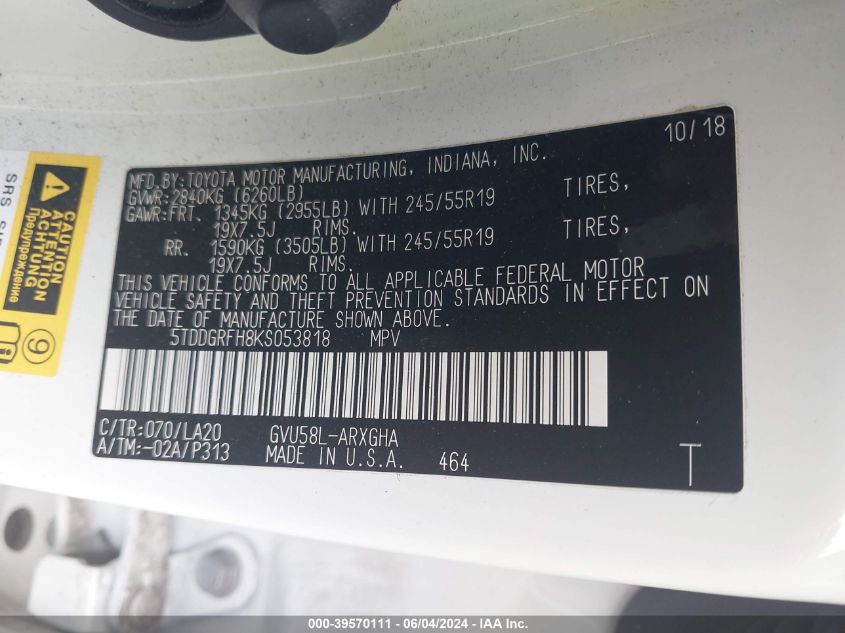 10/18
MFD.BY:TOYOTA MOTOR MANUFACTURING, INDIANA, INC.
GVWR:2840KG (6260LB)
GAWR:FRT. 1345KG (2955LB) WITH 245/55R19 TIRES,
19X7.5J RIMS.
RR. 1590KG (3505LB) WITH 245/55R19 TIRES,
19X7.5J RIMS.
THIS VEHICLE CONFORMS TO ALL APPLICABLE FEDERAL MOTOR
VEHICLE SAFETY AND THEFT PREVENTION STANDARDS IN EFFECT ON
THE DATE OF MANUFACTURE SHOWN ABOVE.
5TDDGRFH8KS053818 MPV
C/TR:070/LA20 GVU58L-ARXGHA
A/TM:-02A/P313 MADE IN U.S.A. 464 T
SRS
CAUTION
ATTENTION
ACHTUNG
Предупреждение
9
000-39570111 - 06/04/2024 - IAA Inc.